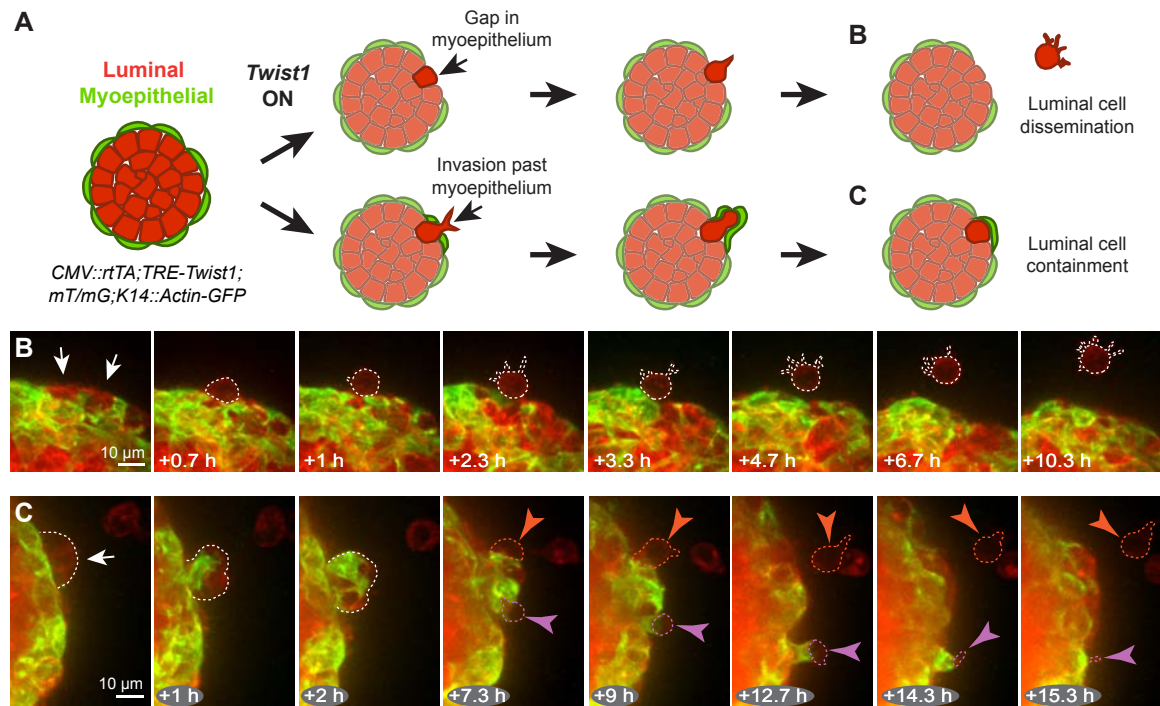 A
Luminal
Myoepithelial
CMV::rtTA;TRE-Twist1;
mT/mG;K14::Actin-GFP
Twist1
ON
Gap in
myoepithelium
Invasion past
myoepithelium
B
Luminal cell
dissemination
C
Luminal cell
containment
B
10 µm
+0.7 h
+1 h
+2.3 h
+3.3 h
+4.7 h
+6.7 h
+10.3 h
C
10 µm
+1 h
+2 h
+7.3 h
+9 h
+12.7 h
+14.3 h
+15.3 h